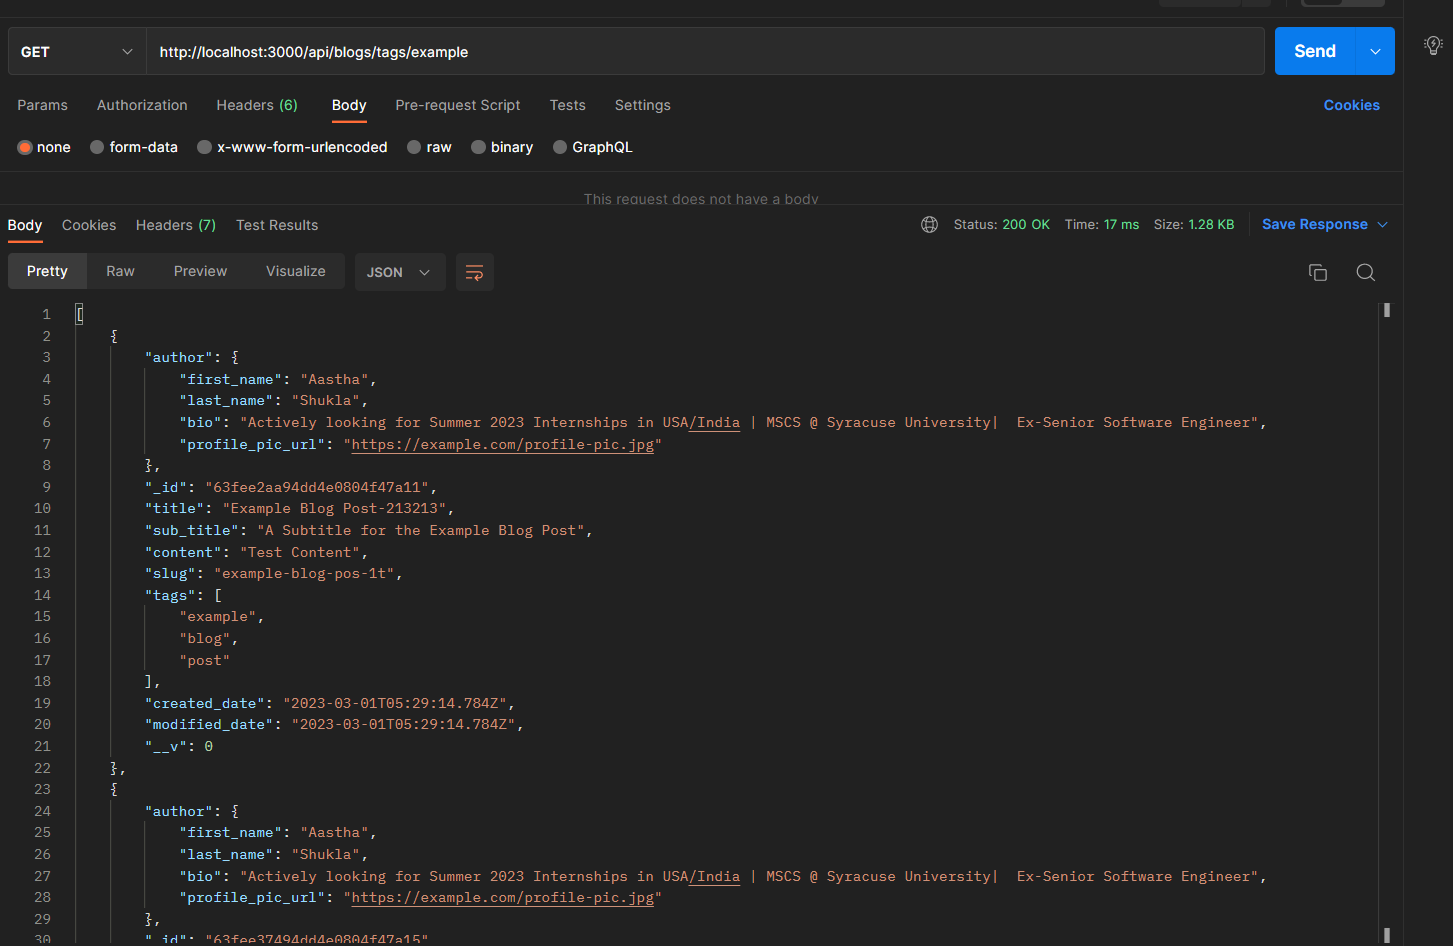 GET http://localhost:3000/api/blogs/tags/example Send
Params Authorization Headers (6) Body Pre-request Script Tests Settings Cookies
none form-data x-www-form-urlencoded raw binary GraphQL
This request does not have a body
Body Cookies Headers (7) Test Results Status: 200 OK Time: 17 ms Size: 1.28 KB Save Response
Pretty Raw Preview Visualize JSON
1 [
2 {
3 "author": {
4 "first_name": "Aastha",
5 "last_name": "Shukla",
6 "bio": "Actively looking for Summer 2023 Internships in USA/India | MSCS @ Syracuse University|  Ex-Senior Software Engineer",
7 "profile_pic_url": "https://example.com/profile-pic.jpg"
8 },
9 "_id": "63fee2aa94dd4e0804f47a11",
10 "title": "Example Blog Post-213213",
11 "sub_title": "A Subtitle for the Example Blog Post",
12 "content": "Test Content",
13 "slug": "example-blog-pos-1t",
14 "tags": [
15 "example",
16 "blog",
17 "post"
18 ],
19 "created_date": "2023-03-01T05:29:14.784Z",
20 "modified_date": "2023-03-01T05:29:14.784Z",
21 "__v": 0
22 },
23 {
24 "author": {
25 "first_name": "Aastha",
26 "last_name": "Shukla",
27 "bio": "Actively looking for Summer 2023 Internships in USA/India | MSCS @ Syracuse University|  Ex-Senior Software Engineer",
28 "profile_pic_url": "https://example.com/profile-pic.jpg"
29 },
30 "_id": "63fee37494dd4e0804f47a15"